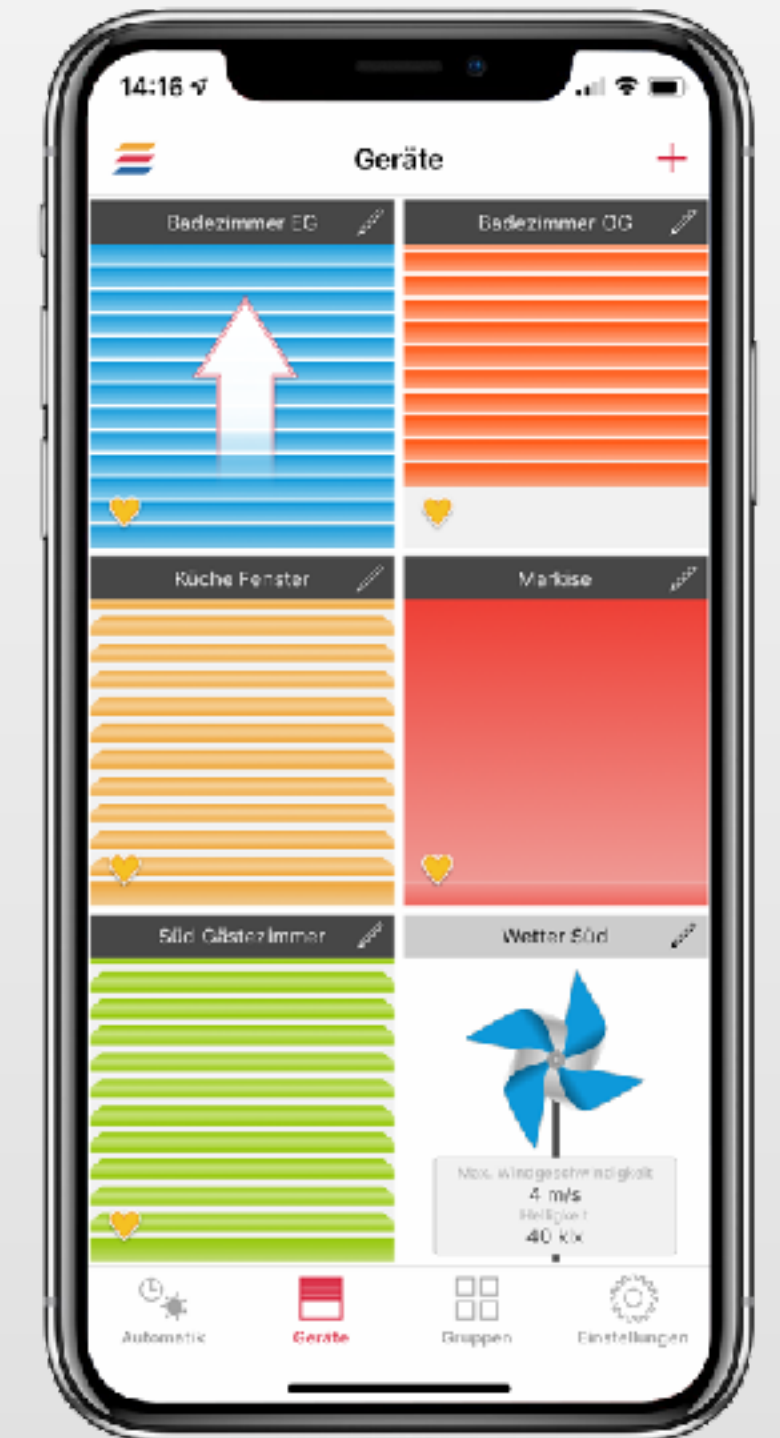 14:16
Geräte
Badezimmer EG
Badezimmer OG
Küche Fenster
Markise
Süd Gästezimmer
Wetter Süd
Max. Windgeschwindigkeit
4 m/s
Helligkeit
40 klx
Automatik
Geräte
Gruppen
Einstellungen